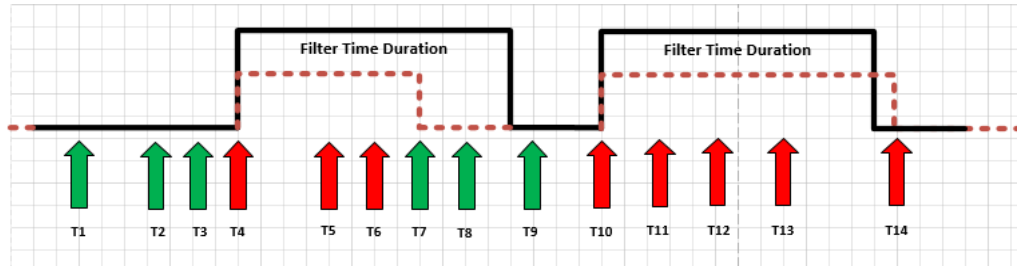 Filter Time Duration
Filter Time Duration
T1 T2 T3 T4 T5 T6 T7 T8 T9 T10 T11 T12 T13 T14